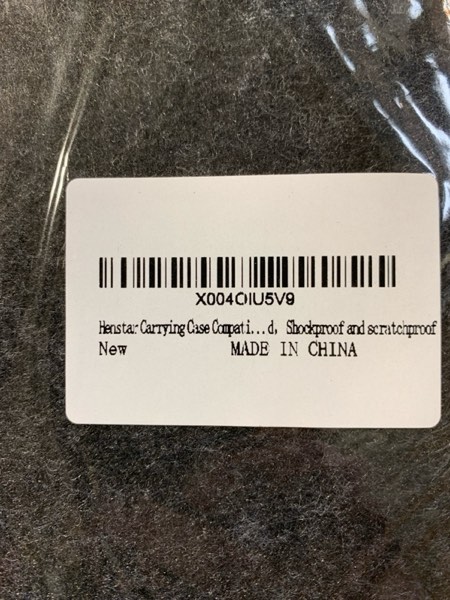 X004OIU5V9
Henstar Carrying Case Compati...d, Shockproof and scratchproof
New MADE IN CHINA